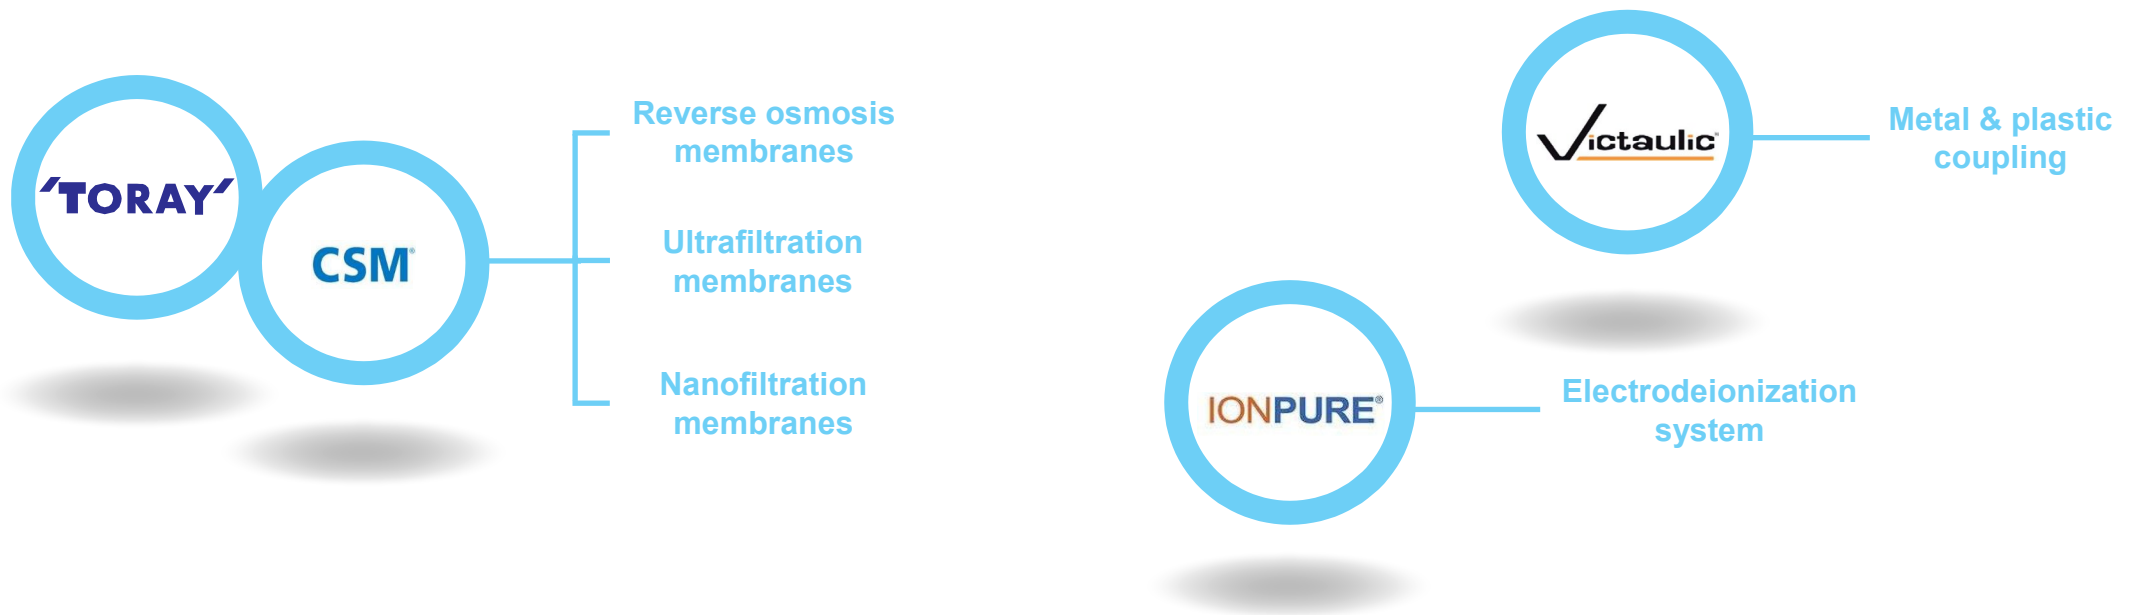 TORAY
CSM®
Reverse osmosis
membranes
Ultrafiltration
membranes
Nanofiltration
membranes
Victaulic®
Metal & plastic
coupling
IONPURE®
Electrodeionization
system